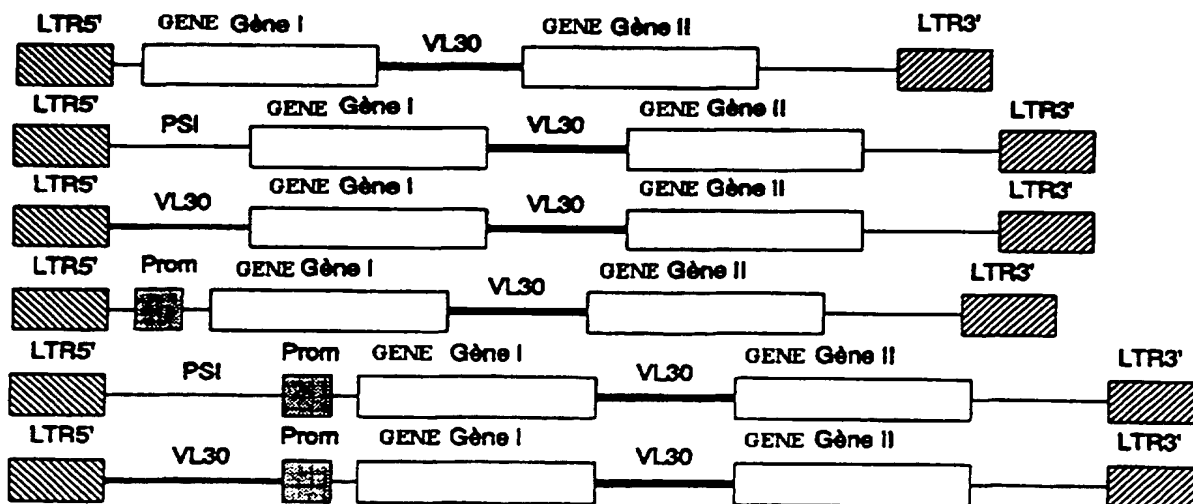 LTR5' GENE Gène I VL30 GENE Gène II LTR3'
LTR5' PSI GENE Gène I VL30 GENE Gène II LTR3'
LTR5' VL30 GENE Gène I VL30 GENE Gène II LTR3'
LTR5' Prom GENE Gène I VL30 GENE Gène II LTR3'
LTR5' PSI Prom GENE Gène I VL30 GENE Gène II LTR3'
LTR5' VL30 Prom GENE Gène I VL30 GENE Gène II LTR3'